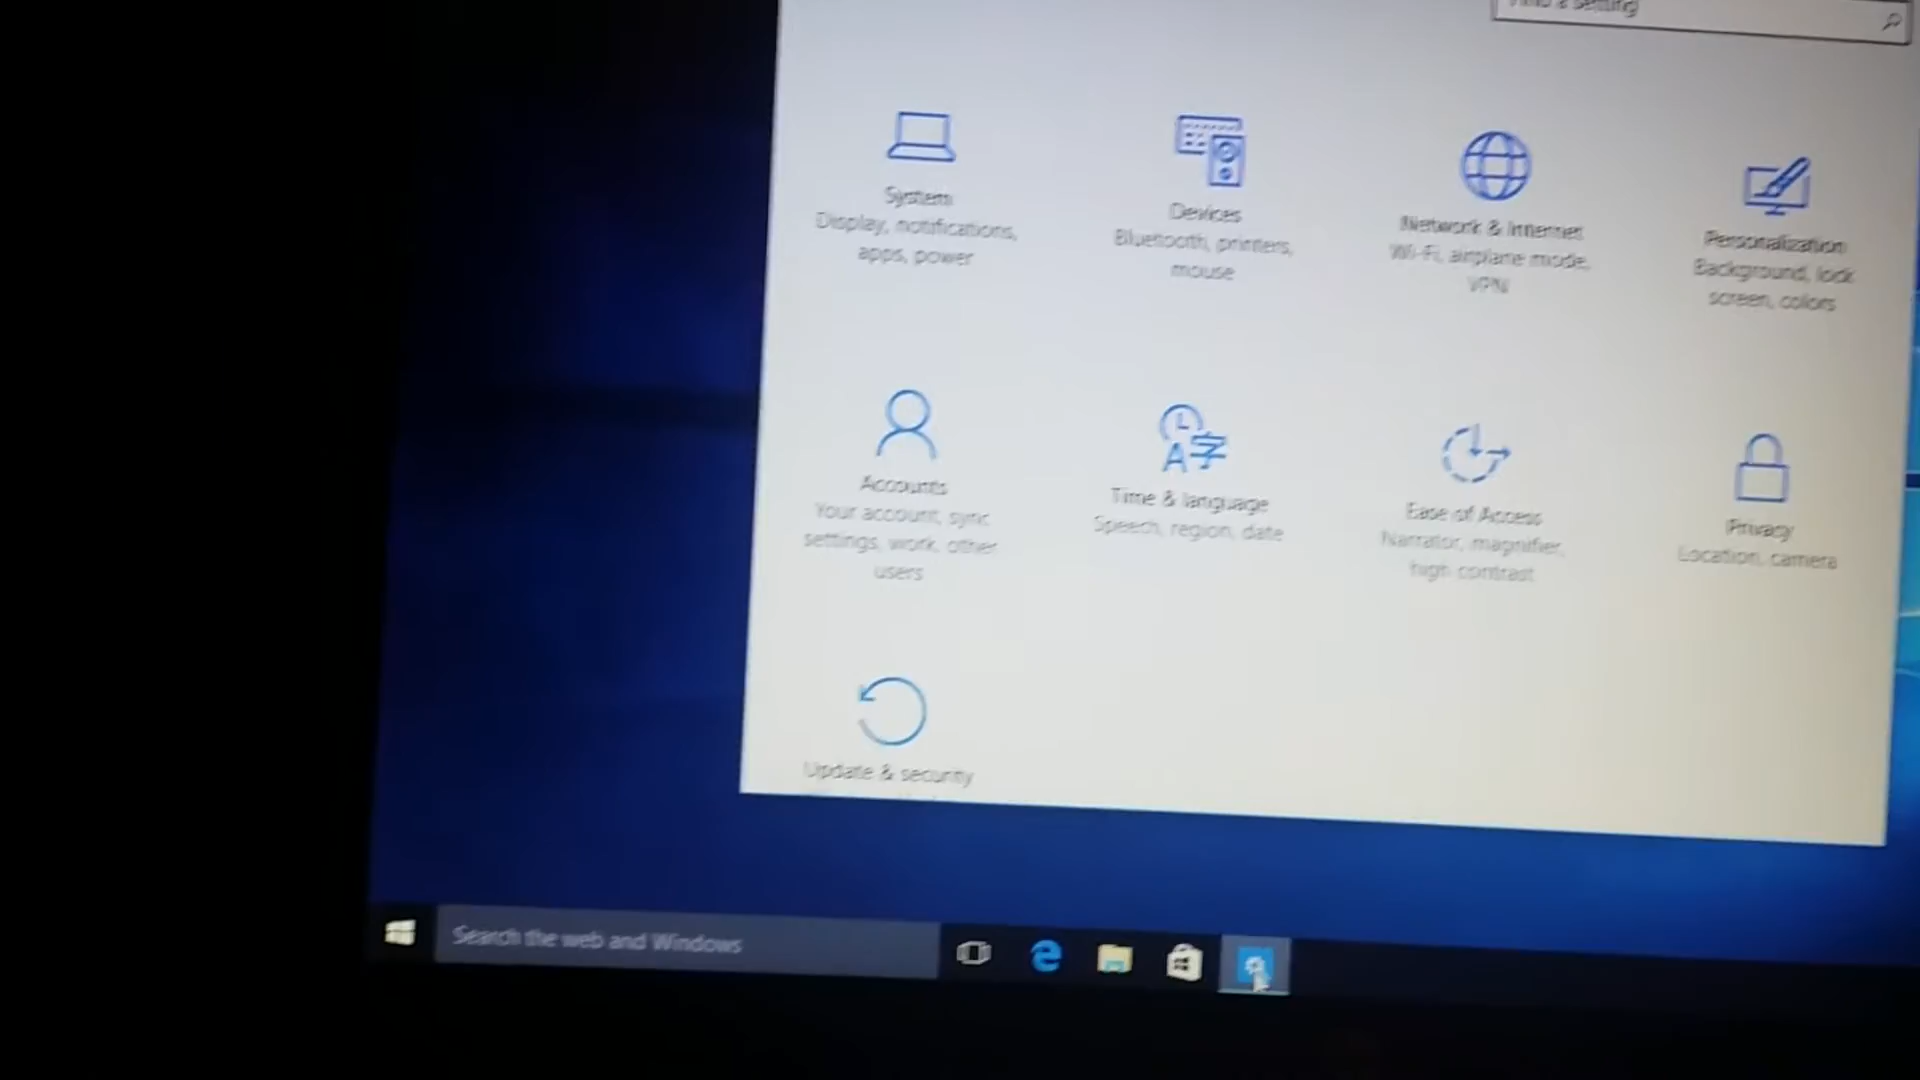 Find a setting
System
Display, notifications,
apps, power
Devices
Bluetooth, printers,
mouse
Network & Internet
Wi-Fi, airplane mode,
VPN
Personalization
Background, lock
screen, colors
Accounts
Your account, sync
settings, work, other
users
Time & language
Speech, region, date
Ease of Access
Narrator, magnifier,
high contrast
Privacy
Location, camera
Update & security
Search the web and Windows